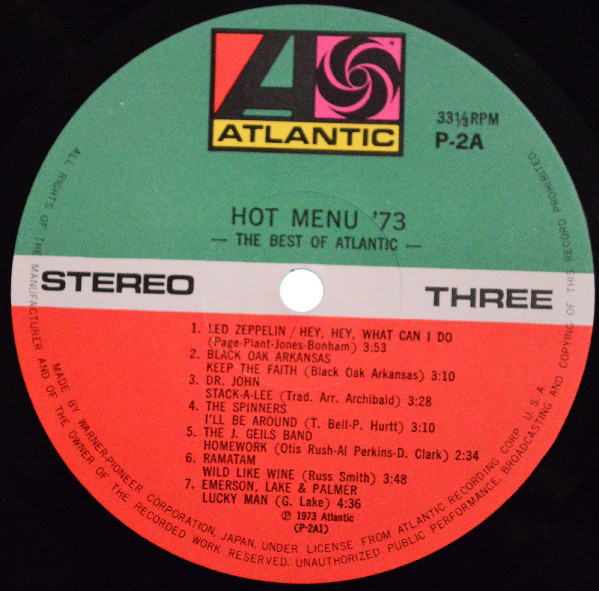 ATLANTIC
33⅓ RPM
P-2A
HOT MENU '73
— THE BEST OF ATLANTIC —
STEREO
THREE
1. LED ZEPPELIN / HEY, HEY, WHAT CAN I DO
(Page-Plant-Jones-Bonham) 3:53
2. BLACK OAK ARKANSAS
KEEP THE FAITH (Black Oak Arkansas) 3:10
3. DR. JOHN
STACK-A-LEE (Trad. Arr. Archibald) 3:28
4. THE SPINNERS
I'LL BE AROUND (T. Bell-P. Hurtt) 3:10
5. THE J. GEILS BAND
HOMEWORK (Otis Rush-Al Perkins-D. Clark) 2:34
6. RAMATAM
WILD LIKE WINE (Russ Smith) 3:48
7. EMERSON, LAKE & PALMER
LUCKY MAN (G. Lake) 4:36
℗ 1973 Atlantic
(P-2A1)
MADE BY WARNER-PIONEER CORPORATION, JAPAN, UNDER LICENSE FROM ATLANTIC RECORDING CORP. U. S. A.
ALL RIGHTS OF THE MANUFACTURER AND OF THE OWNER OF THE RECORDED WORK RESERVED. UNAUTHORIZED PUBLIC PERFORMANCE, BROADCASTING AND COPYING OF THIS RECORD PROHIBITED.